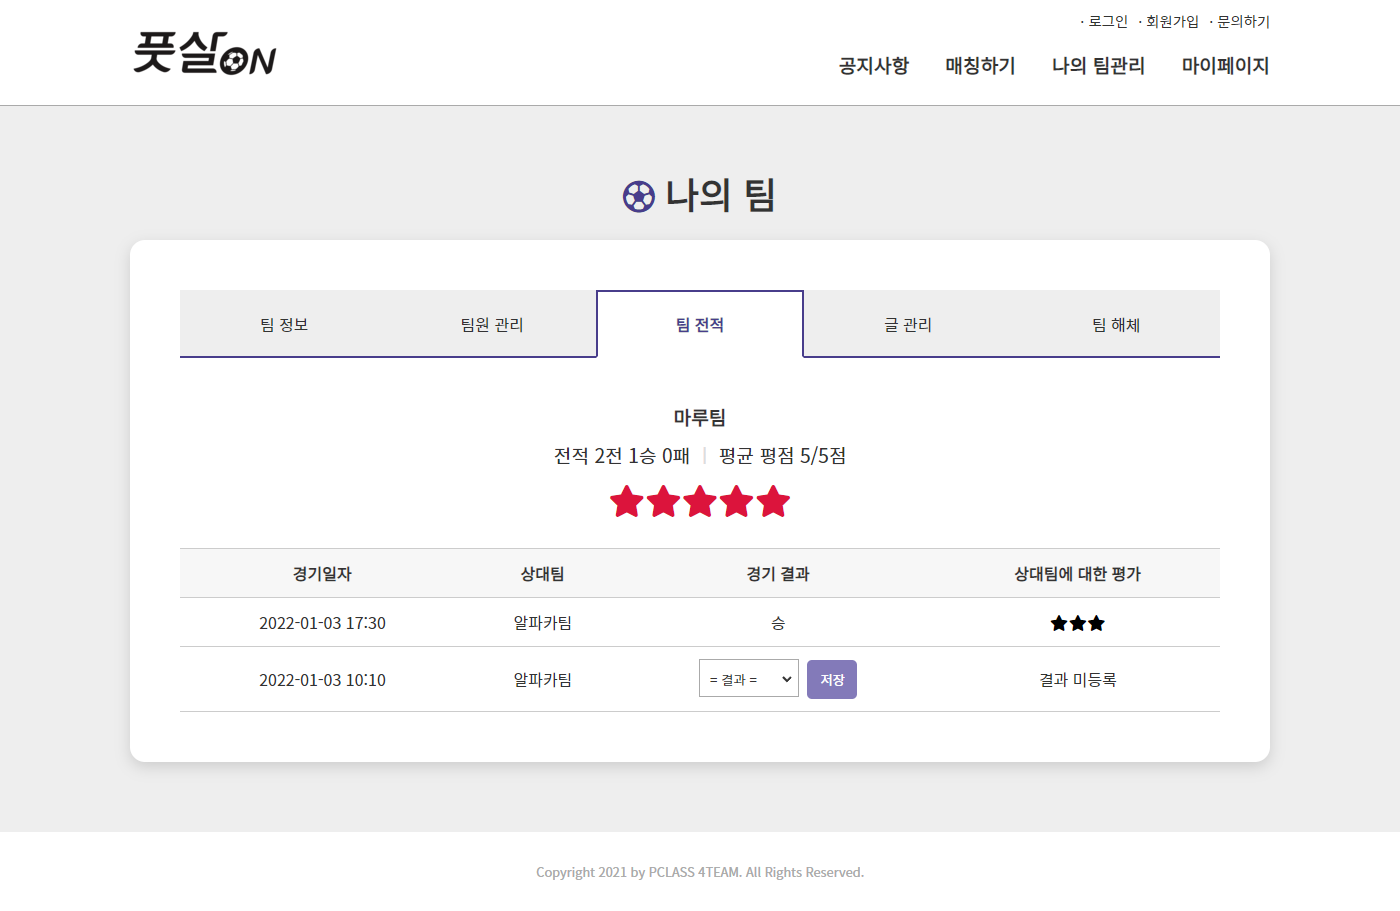 · 로그인 · 회원가입 · 문의하기
풋살ON
공지사항 매칭하기 나의 팀관리 마이페이지
나의 팀
팀 정보 팀원 관리 팀 전적 글 관리 팀 해체
마루팀
전적 2전 1승 0패 | 평균 평점 5/5점
경기일자 상대팀 경기 결과 상대팀에 대한 평가
2022-01-03 17:30 알파카팀 승 ★★★
2022-01-03 10:10 알파카팀 = 결과 = 저장 결과 미등록
Copyright 2021 by PCLASS 4TEAM. All Rights Reserved.